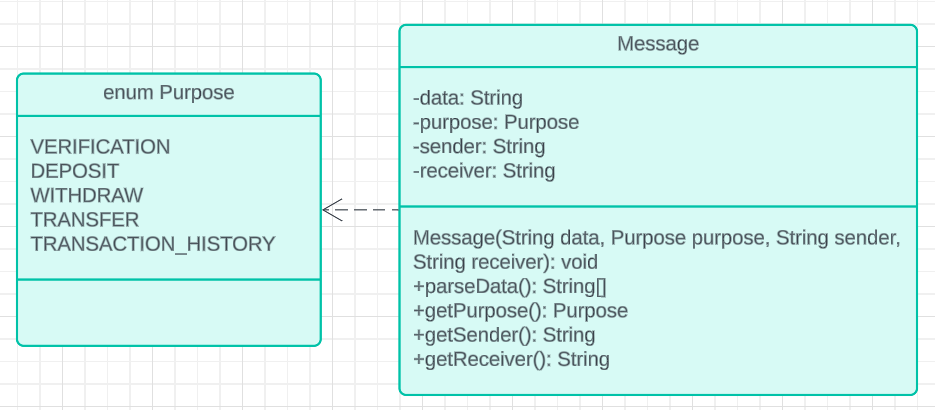 enum Purpose
VERIFICATION
DEPOSIT
WITHDRAW
TRANSFER
TRANSACTION_HISTORY
Message
-data: String
-purpose: Purpose
-sender: String
-receiver: String
Message(String data, Purpose purpose, String sender,
String receiver): void
+parseData(): String[]
+getPurpose(): Purpose
+getSender(): String
+getReceiver(): String